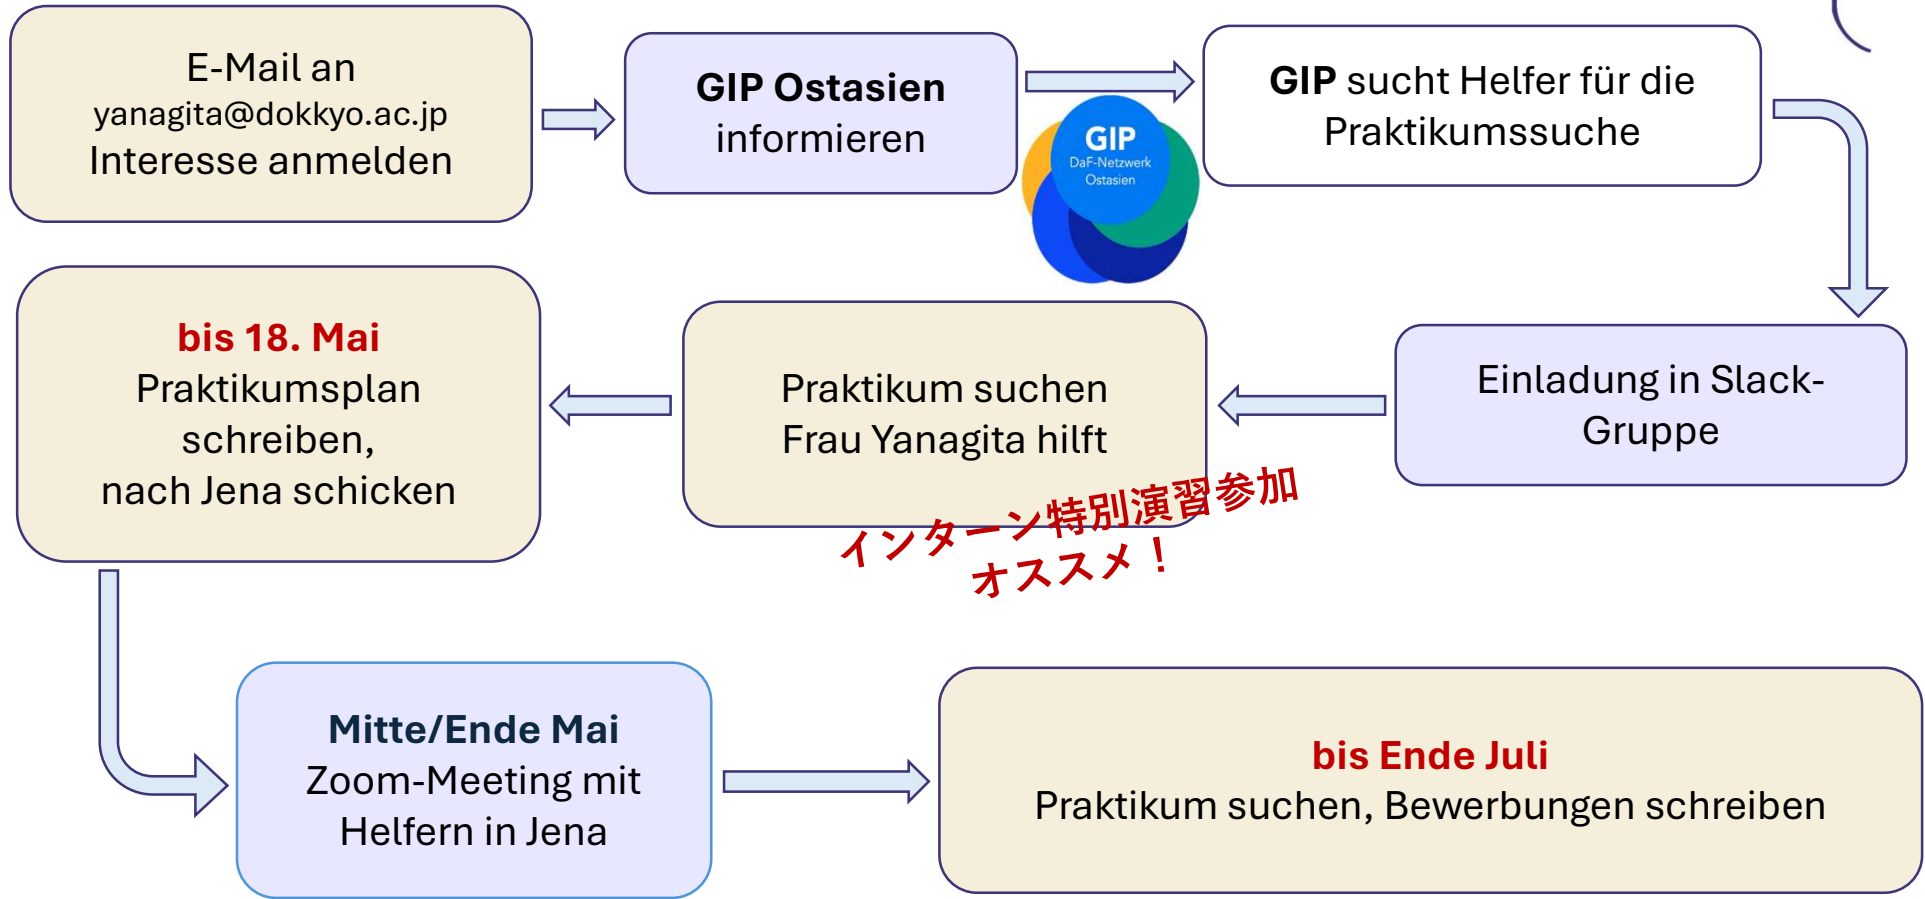 E-Mail an
yanagita@dokkyo.ac.jp
Interesse anmelden
GIP Ostasien
informieren
GIP
DaF-Netzwerk
Ostasien
GIP sucht Helfer für die
Praktikumssuche
Einladung in Slack-
Gruppe
Praktikum suchen
Frau Yanagita hilft
インターン特別演習参加
オススメ！
bis 18. Mai
Praktikumsplan
schreiben,
nach Jena schicken
Mitte/Ende Mai
Zoom-Meeting mit
Helfern in Jena
bis Ende Juli
Praktikum suchen, Bewerbungen schreiben